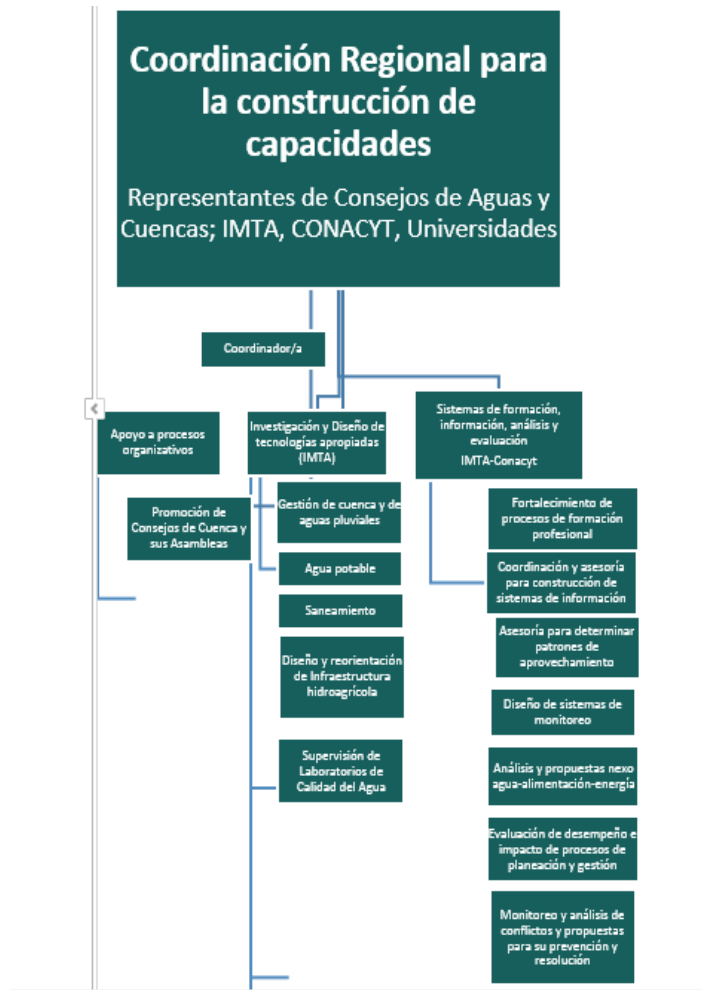 Coordinación Regional para
la construcción de
capacidades
Representantes de Consejos de Aguas y
Cuencas; IMTA, CONACYT, Universidades
Coordinador/a
Apoyo a procesos
organizativos
Promoción de
Consejos de Cuenca y
sus Asambleas
Investigación y Diseño de
tecnologías apropiadas
(IMTA)
Gestión de cuenca y de
aguas pluviales
Agua potable
Saneamiento
Diseño y reorientación
de Infraestructura
hidroagrícola
Supervisión de
Laboratorios de
Calidad del Agua
Sistemas de formación,
información, análisis y
evaluación
IMTA-Conacyt
Fortalecimiento de
procesos de formación
profesional
Coordinación y asesoría
para construcción de
sistemas de información
Asesoría para determinar
patrones de
aprovechamiento
Diseño de sistemas de
monitoreo
Análisis y propuestas nexo
agua-alimentación-energía
Evaluación de desempeño e
impacto de procesos de
planeación y gestión
Monitoreo y análisis de
conflictos y propuestas
para su prevención y
resolución